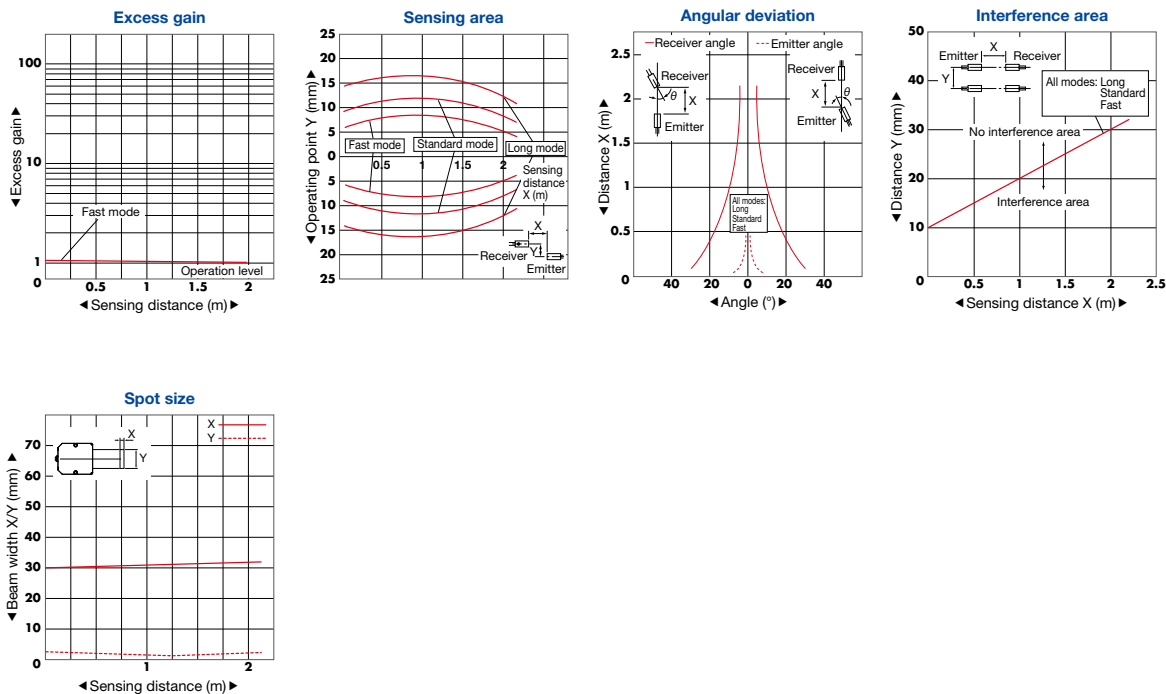 Excess gain
100
10
1
0
◄Excess gain►
Fast mode
Operation level
0.5 1 1.5 2
◄Sensing distance (m)►
Sensing area
25
20
15
10
5
0
5
10
15
20
25
◄Operating point Y (mm)►
Fast mode
Standard mode
Long mode
0.5 1 2
Sensing
distance
X (m)
X
Y
Receiver
Emitter
Angular deviation
Receiver angle
Emitter angle
2.5
2
1.5
1
0.5
0
◄Distance X (m)►
Receiver
θ
X
Emitter
Receiver
X
θ
Emitter
All modes:
Long
Standard
Fast
40 20 0 20 40
◄Angle (°)►
Interference area
50
40
30
20
10
0
◄Distance Y (mm)►
Emitter
X
Receiver
Y
All modes: Long
Standard
Fast
No interference area
Interference area
0.5 1.0 1.5 2.0 2.5
◄Sensing distance X (m)►
Spot size
X
Y
70
60
50
40
30
20
10
0
◄Beam width X/Y (mm)►
X
Y
1 2
◄Sensing distance (m)►